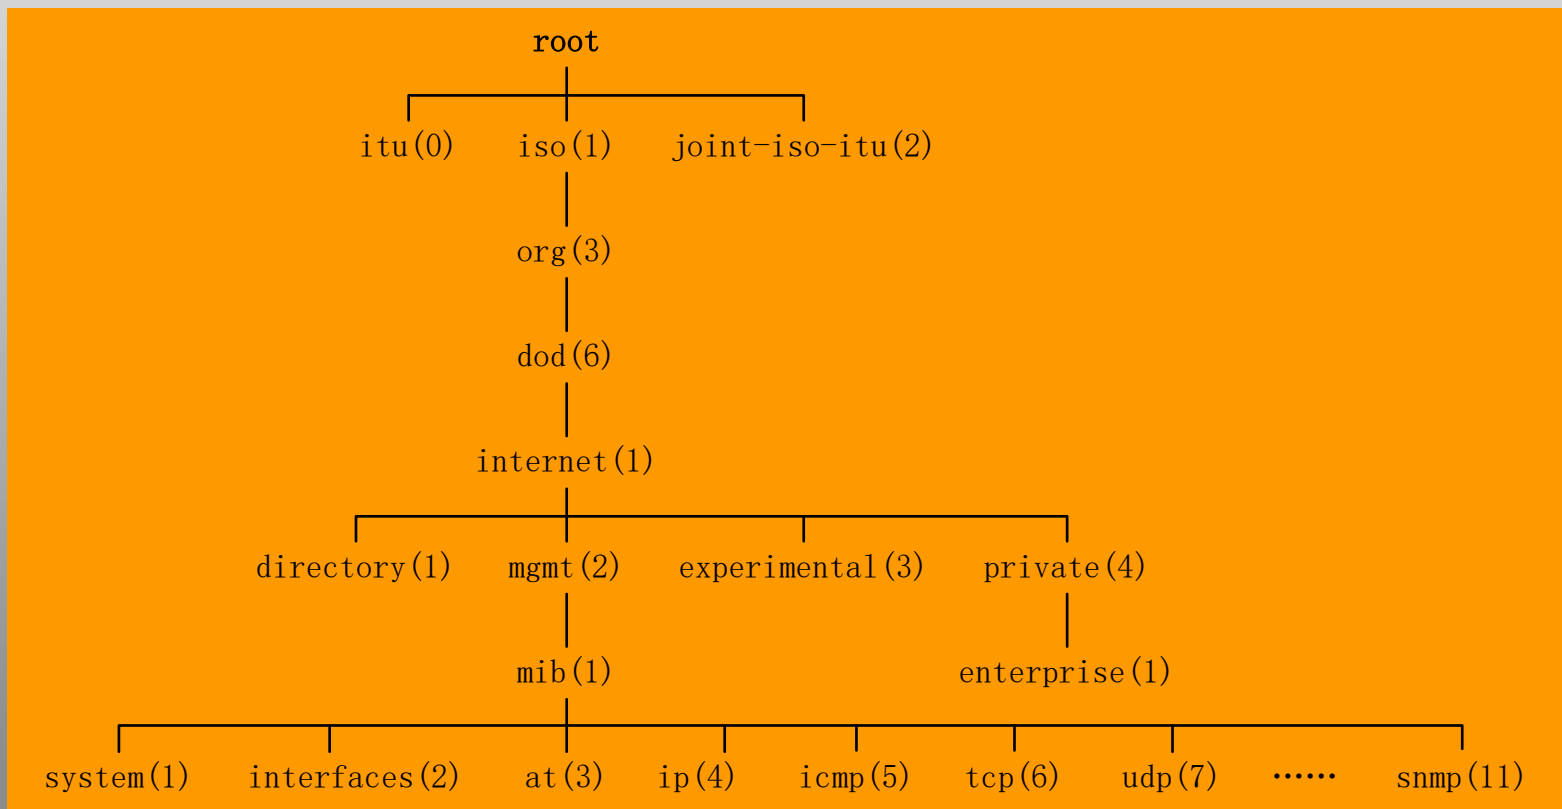 root
itu(0) iso(1) joint-iso-itu(2)
org(3)
dod(6)
internet(1)
directory(1) mgmt(2) experimental(3) private(4)
mib(1) enterprise(1)
system(1) interfaces(2) at(3) ip(4) icmp(5) tcp(6) udp(7) …… snmp(11)